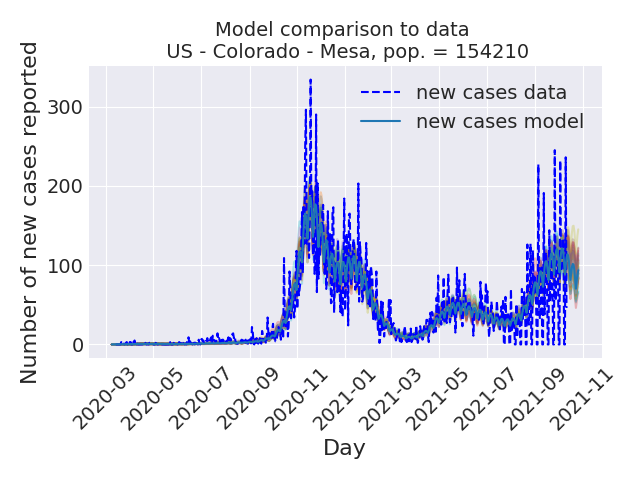 Model comparison to data
US - Colorado - Mesa, pop. = 154210
Number of new cases reported
300
200
100
0
new cases data
new cases model
2020-03
2020-05
2020-07
2020-09
2020-11
2021-01
2021-03
2021-05
2021-07
2021-09
2021-11
Day